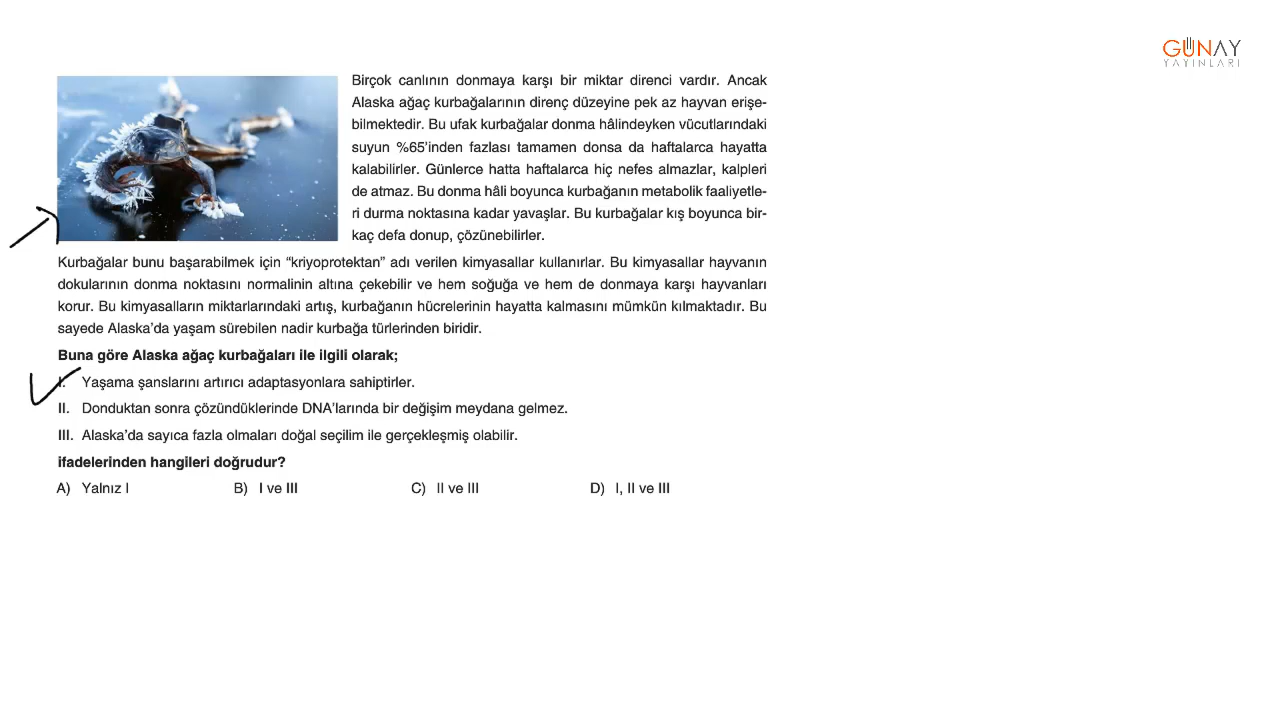 GÜNAY
YAYINLARI
Birçok canlının donmaya karşı bir miktar direnci vardır. Ancak
Alaska ağaç kurbağalarının direnç düzeyine pek az hayvan erişe-
bilmektedir. Bu ufak kurbağalar donma hâlindeyken vücutlarındaki
suyun %65'inden fazlası tamamen donsa da haftalarca hayatta
kalabilirler. Günlerce hatta haftalarca hiç nefes almazlar, kalpleri
de atmaz. Bu donma hâli boyunca kurbağanın metabolik faaliyetle-
ri durma noktasına kadar yavaşlar. Bu kurbağalar kış boyunca bir-
kaç defa donup, çözünebilirler.
Kurbağalar bunu başarabilmek için "kriyoprotektan" adı verilen kimyasallar kullanırlar. Bu kimyasallar hayvanın
dokularının donma noktasını normalinin altına çekebilir ve hem soğuğa ve hem de donmaya karşı hayvanları
korur. Bu kimyasalların miktarlarındaki artış, kurbağanın hücrelerinin hayatta kalmasını mümkün kılmaktadır. Bu
sayede Alaska'da yaşam sürebilen nadir kurbağa türlerinden biridir.
Buna göre Alaska ağaç kurbağaları ile ilgili olarak;
I. Yaşama şanslarını artırıcı adaptasyonlara sahiptirler.
II. Donduktan sonra çözündüklerinde DNA'larında bir değişim meydana gelmez.
III. Alaska'da sayıca fazla olmaları doğal seçilim ile gerçekleşmiş olabilir.
ifadelerinden hangileri doğrudur?
A) Yalnız I B) I ve III C) II ve III D) I, II ve III